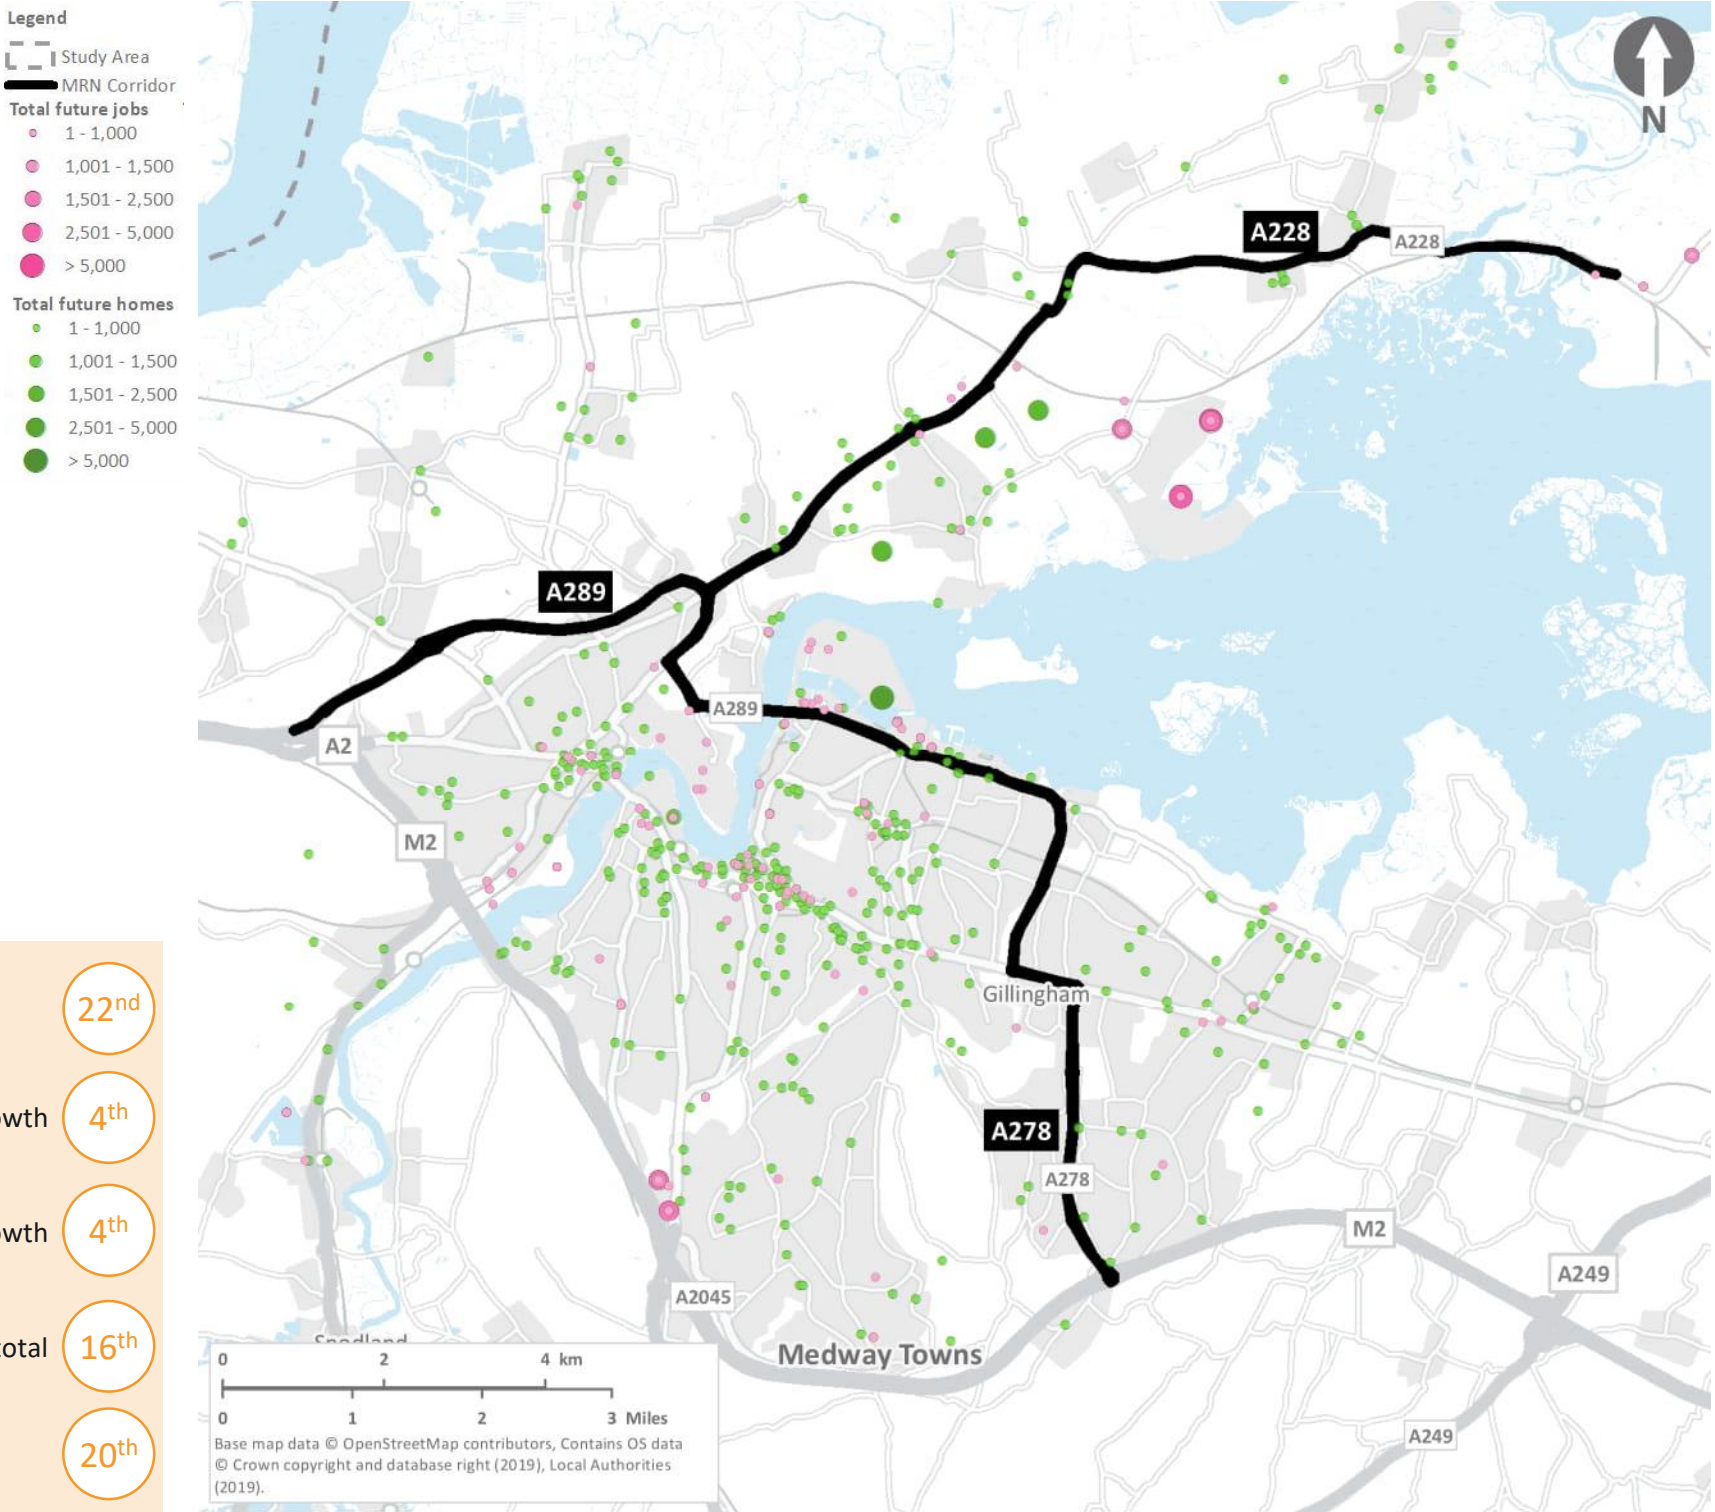 Legend
Study Area
MRN Corridor
Total future jobs
1 - 1,000
1,001 - 1,500
1,501 - 2,500
2,501 - 5,000
> 5,000
Total future homes
1 - 1,000
1,001 - 1,500
1,501 - 2,500
2,501 - 5,000
> 5,000
N
A228
A228
A289
A289
A2
M2
Gillingham
A278
A278
M2
A249
A2045
Medway Towns
A249
22nd
owth 4th
owth 4th
total 16th
20th
0 2 4 km
0 1 2 3 Miles
Base map data © OpenStreetMap contributors, Contains OS data
© Crown copyright and database right (2019), Local Authorities
(2019).